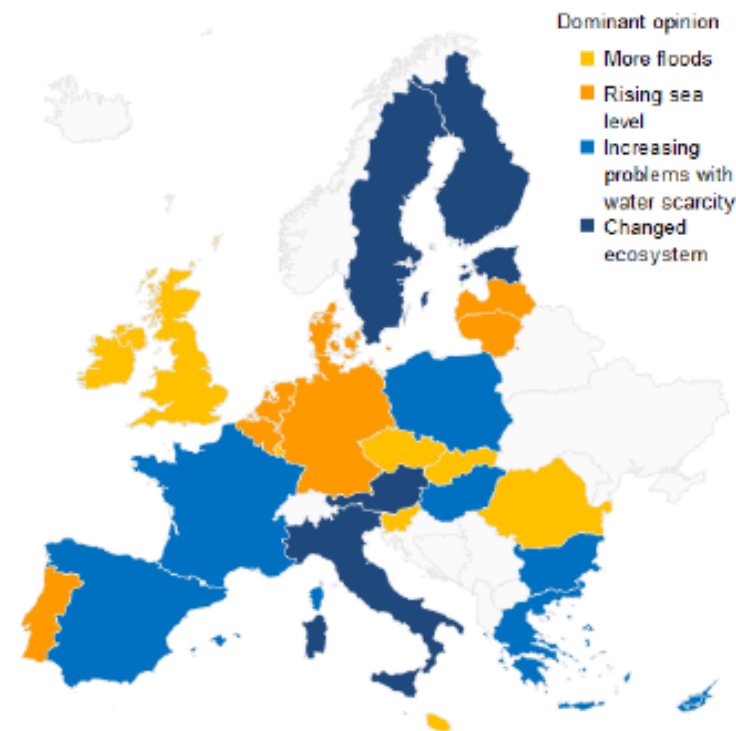 Dominant opinion
More floods
Rising sea
level
Increasing
problems with
water scarcity
Changed
ecosystem